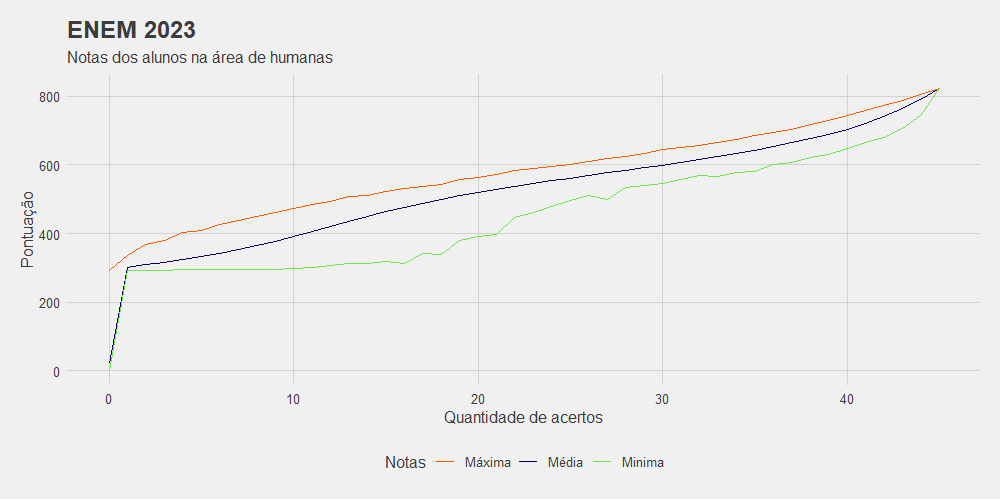 ENEM 2023
Notas dos alunos na área de humanas
800
600
400
200
0
Pontuação
0 10 20 30 40
Quantidade de acertos
Notas Máxima Média Minima